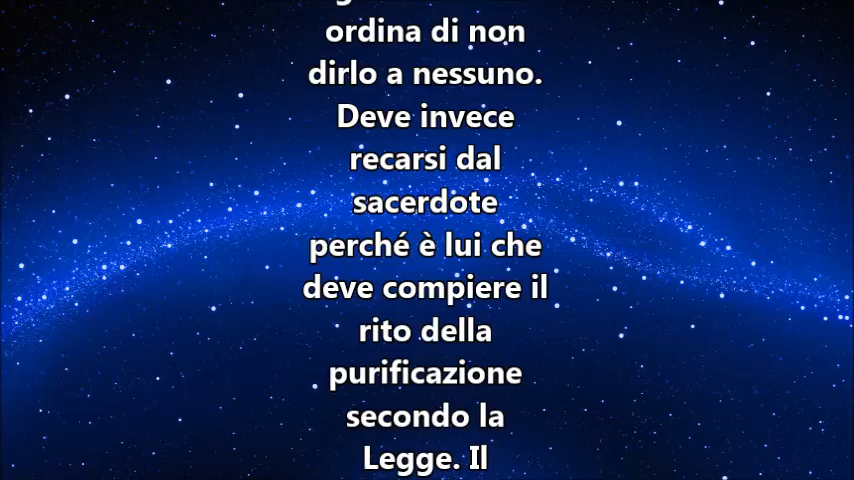 ordina di non
dirlo a nessuno.
Deve invece
recarsi dal
sacerdote
perché è lui che
deve compiere il
rito della
purificazione
secondo la
Legge. Il